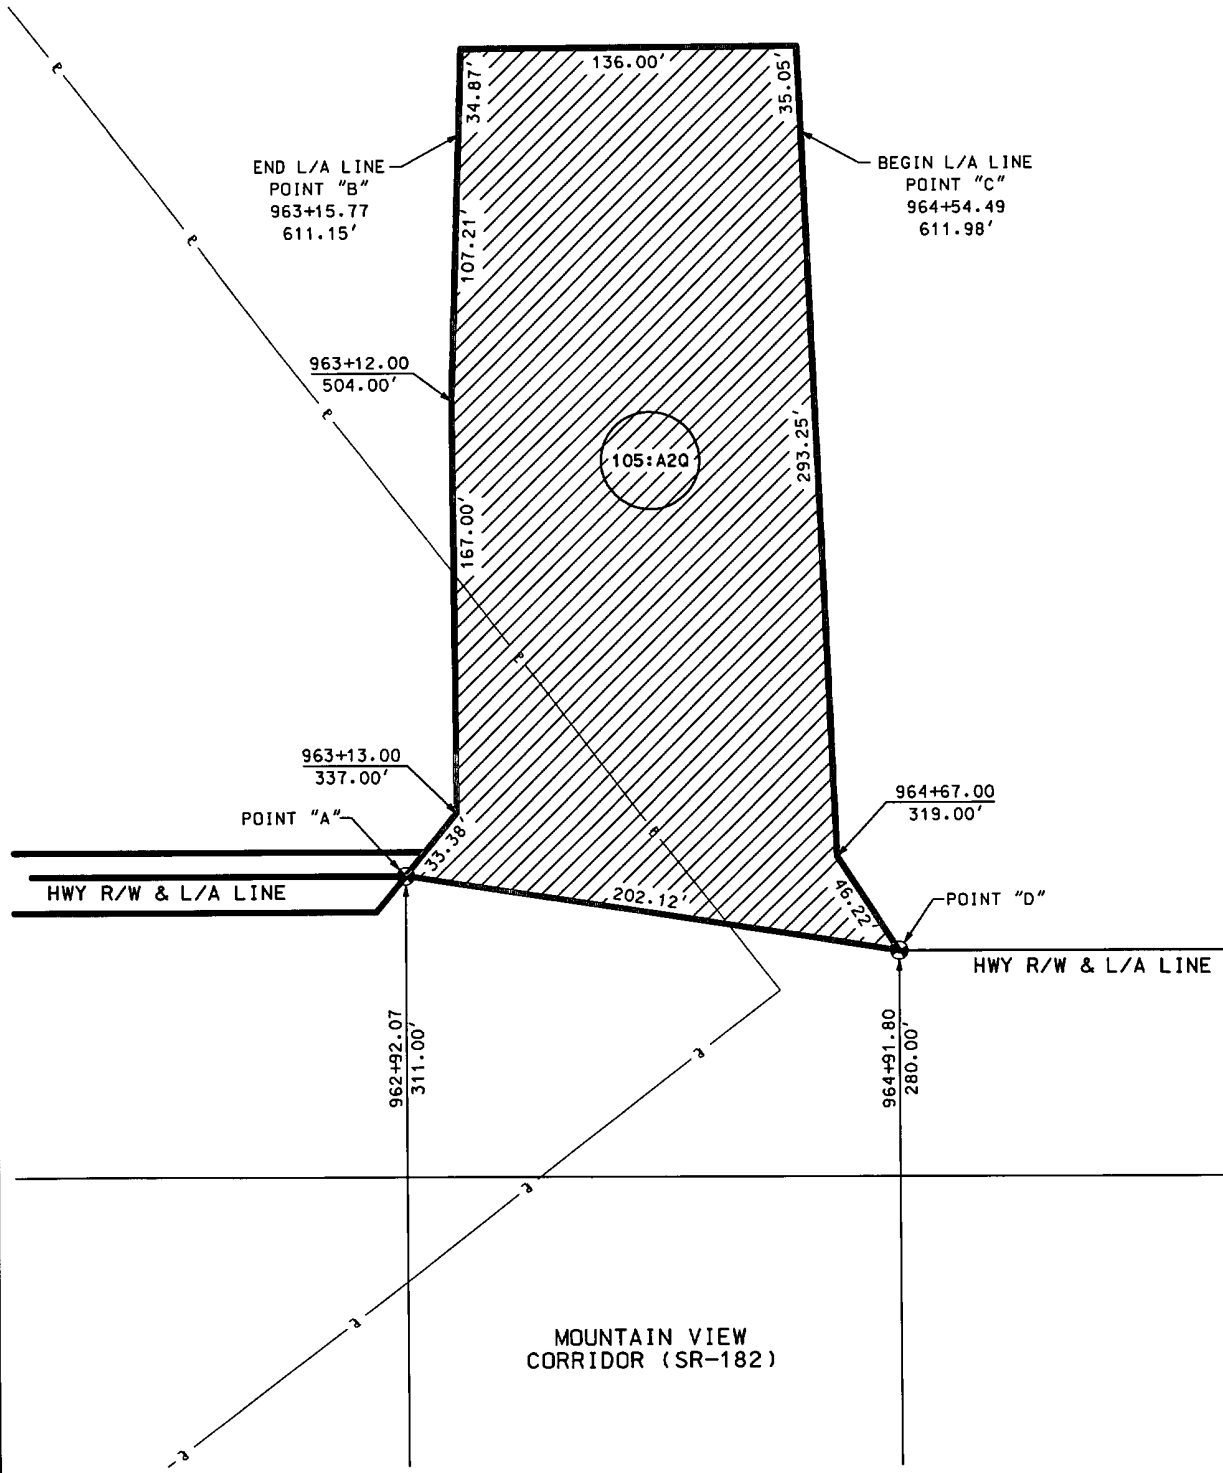 136.00'
34.87'
35.05'
END L/A LINE
POINT "B"
963+15.77
611.15'
BEGIN L/A LINE
POINT "C"
964+54.49
611.98'
107.21'
963+12.00
504.00'
293.25'
105:A2Q
167.00'
963+13.00
337.00'
964+67.00
319.00'
POINT "A"
33.38'
HWY R/W & L/A LINE
202.12'
46.22'
POINT "D"
HWY R/W & L/A LINE
962+92.07
311.00'
964+91.80
280.00'
MOUNTAIN VIEW
CORRIDOR (SR-182)